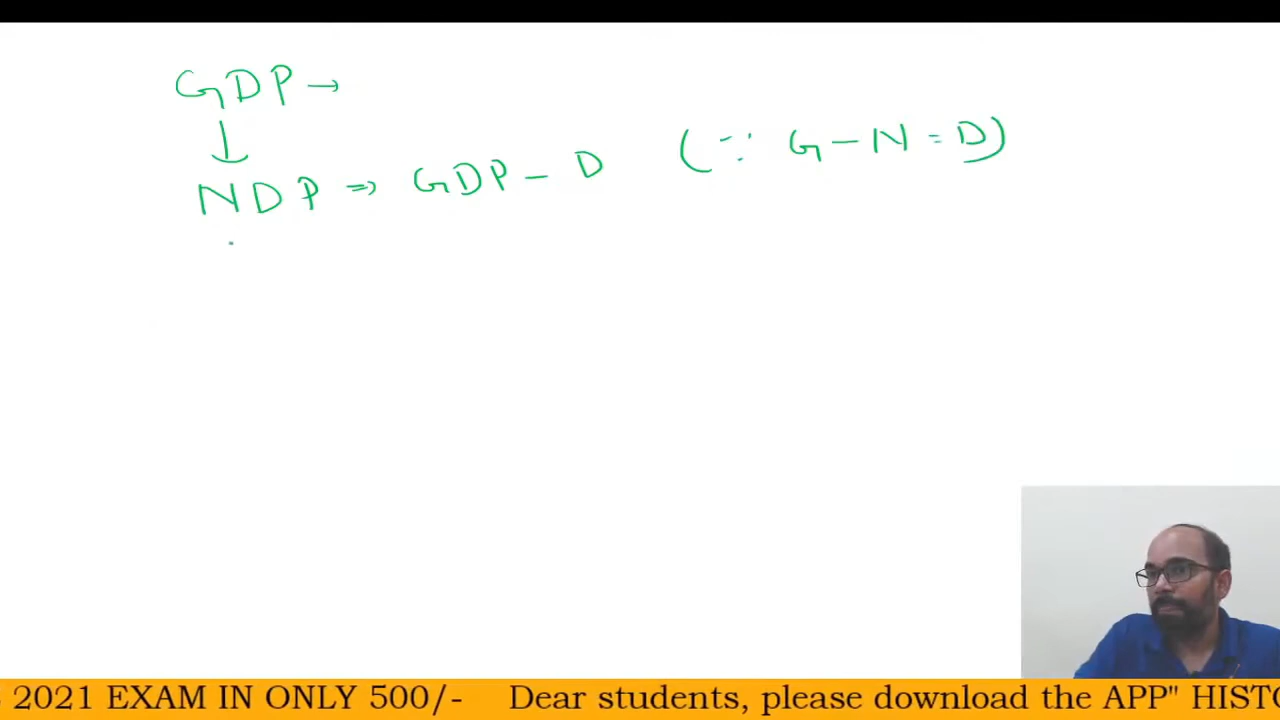 GDP →
↓
(∵ G - N = D)
NDP ⇒ GDP - D
2021 EXAM IN ONLY 500/- Dear students, please download the APP" HISTO